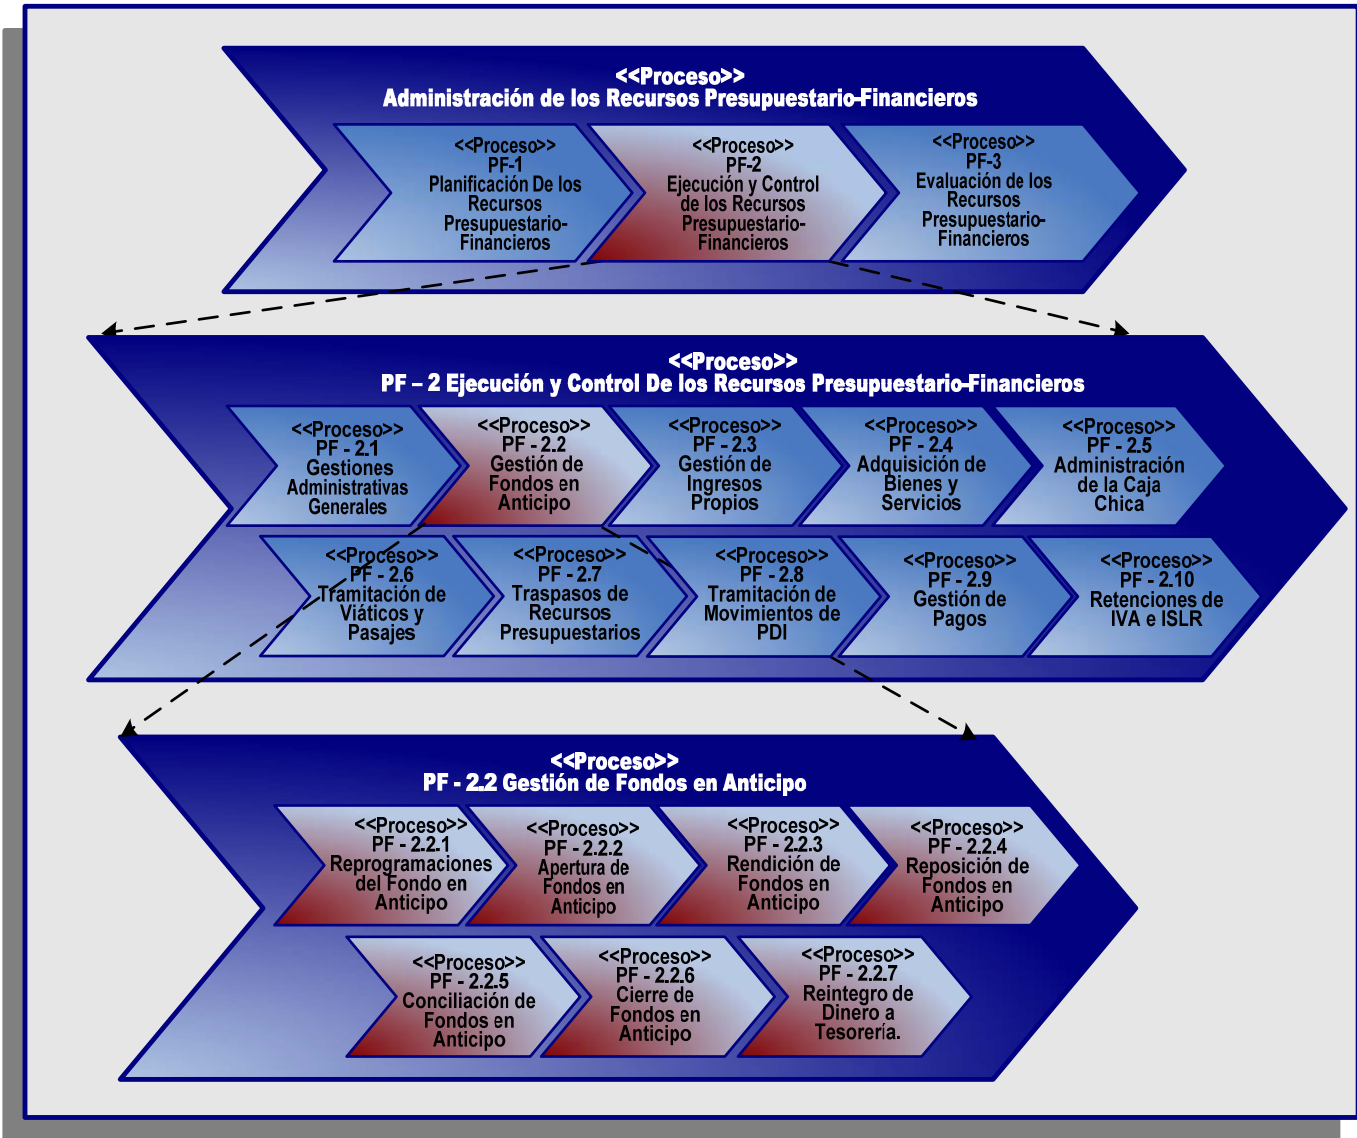 <<Proceso>>
Administración de los Recursos Presupuestario-Financieros
<<Proceso>>
PF-1
Planificación De los
Recursos
Presupuestario-
Financieros
<<Proceso>>
PF-2
Ejecución y Control
de los Recursos
Presupuestario-
Financieros
<<Proceso>>
PF-3
Evaluación de los
Recursos
Presupuestario-
Financieros
<<Proceso>>
PF – 2 Ejecución y Control De los Recursos Presupuestario-Financieros
<<Proceso>>
PF - 2.1
Gestiones
Administrativas
Generales
<<Proceso>>
PF - 2.2
Gestión de
Fondos en
Anticipo
<<Proceso>>
PF - 2.3
Gestión de
Ingresos
Propios
<<Proceso>>
PF - 2.4
Adquisición de
Bienes y
Servicios
<<Proceso>>
PF - 2.5
Administración
de la Caja
Chica
<<Proceso>>
PF - 2.6
Tramitación de
Viáticos y
Pasajes
<<Proceso>>
PF - 2.7
Traspasos de
Recursos
Presupuestarios
<<Proceso>>
PF - 2.8
Tramitación de
Movimientos de
PDI
<<Proceso>>
PF - 2.9
Gestión de
Pagos
<<Proceso>>
PF - 2.10
Retenciones de
IVA e ISLR
<<Proceso>>
PF - 2.2 Gestión de Fondos en Anticipo
<<Proceso>>
PF - 2.2.1
Reprogramaciones
del Fondo en
Anticipo
<<Proceso>>
PF - 2.2.2
Apertura de
Fondos en
Anticipo
<<Proceso>>
PF - 2.2.3
Rendición de
Fondos en
Anticipo
<<Proceso>>
PF - 2.2.4
Reposición de
Fondos en
Anticipo
<<Proceso>>
PF - 2.2.5
Conciliación de
Fondos en
Anticipo
<<Proceso>>
PF - 2.2.6
Cierre de
Fondos en
Anticipo
<<Proceso>>
PF - 2.2.7
Reintegro de
Dinero a
Tesorería.